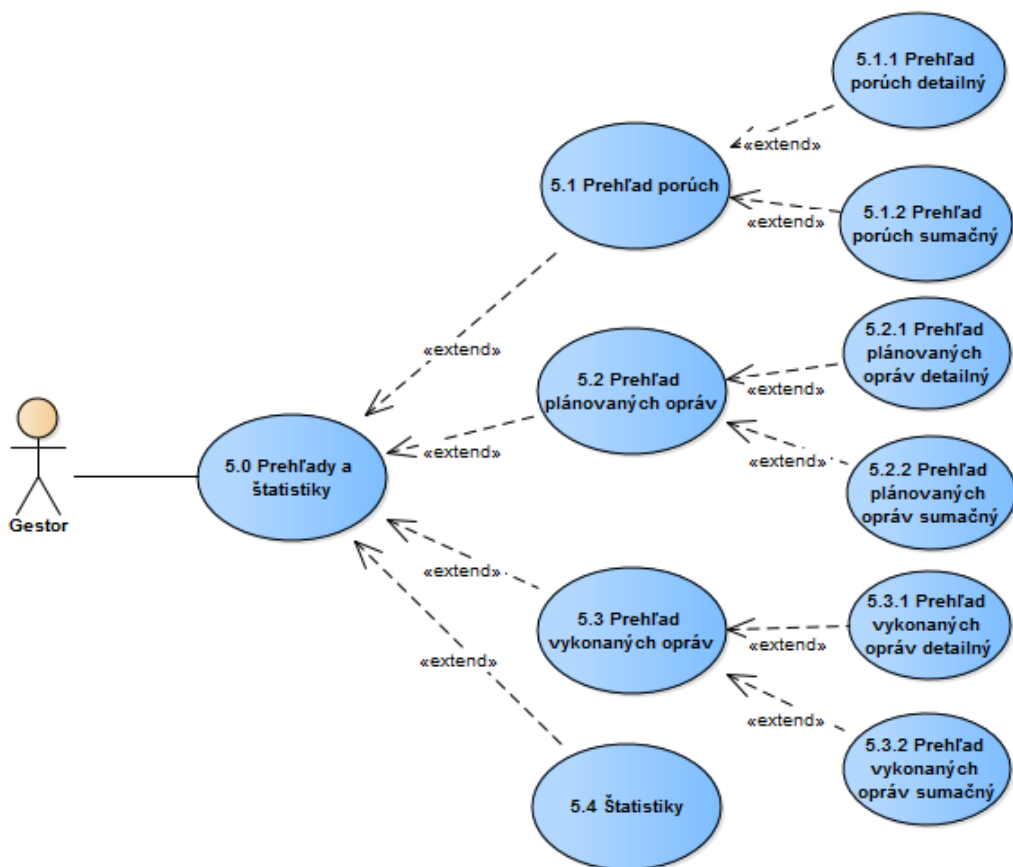 5.1.1 Prehľad
porúch detailný
«extend»
5.1 Prehľad porúch
5.1.2 Prehľad
porúch sumačný
«extend»
«extend»
5.2.1 Prehľad
plánovaných
opráv detailný
«extend»
5.2 Prehľad
plánovaných opráv
«extend»
«extend»
5.2.2 Prehľad
plánovaných
opráv sumačný
5.0 Prehľady a
štatistiky
Gestor
«extend»
5.3 Prehľad
vykonaných opráv
5.3.1 Prehľad
vykonaných
opráv detailný
«extend»
«extend»
«extend»
5.3.2 Prehľad
vykonaných
opráv sumačný
5.4 Štatistiky